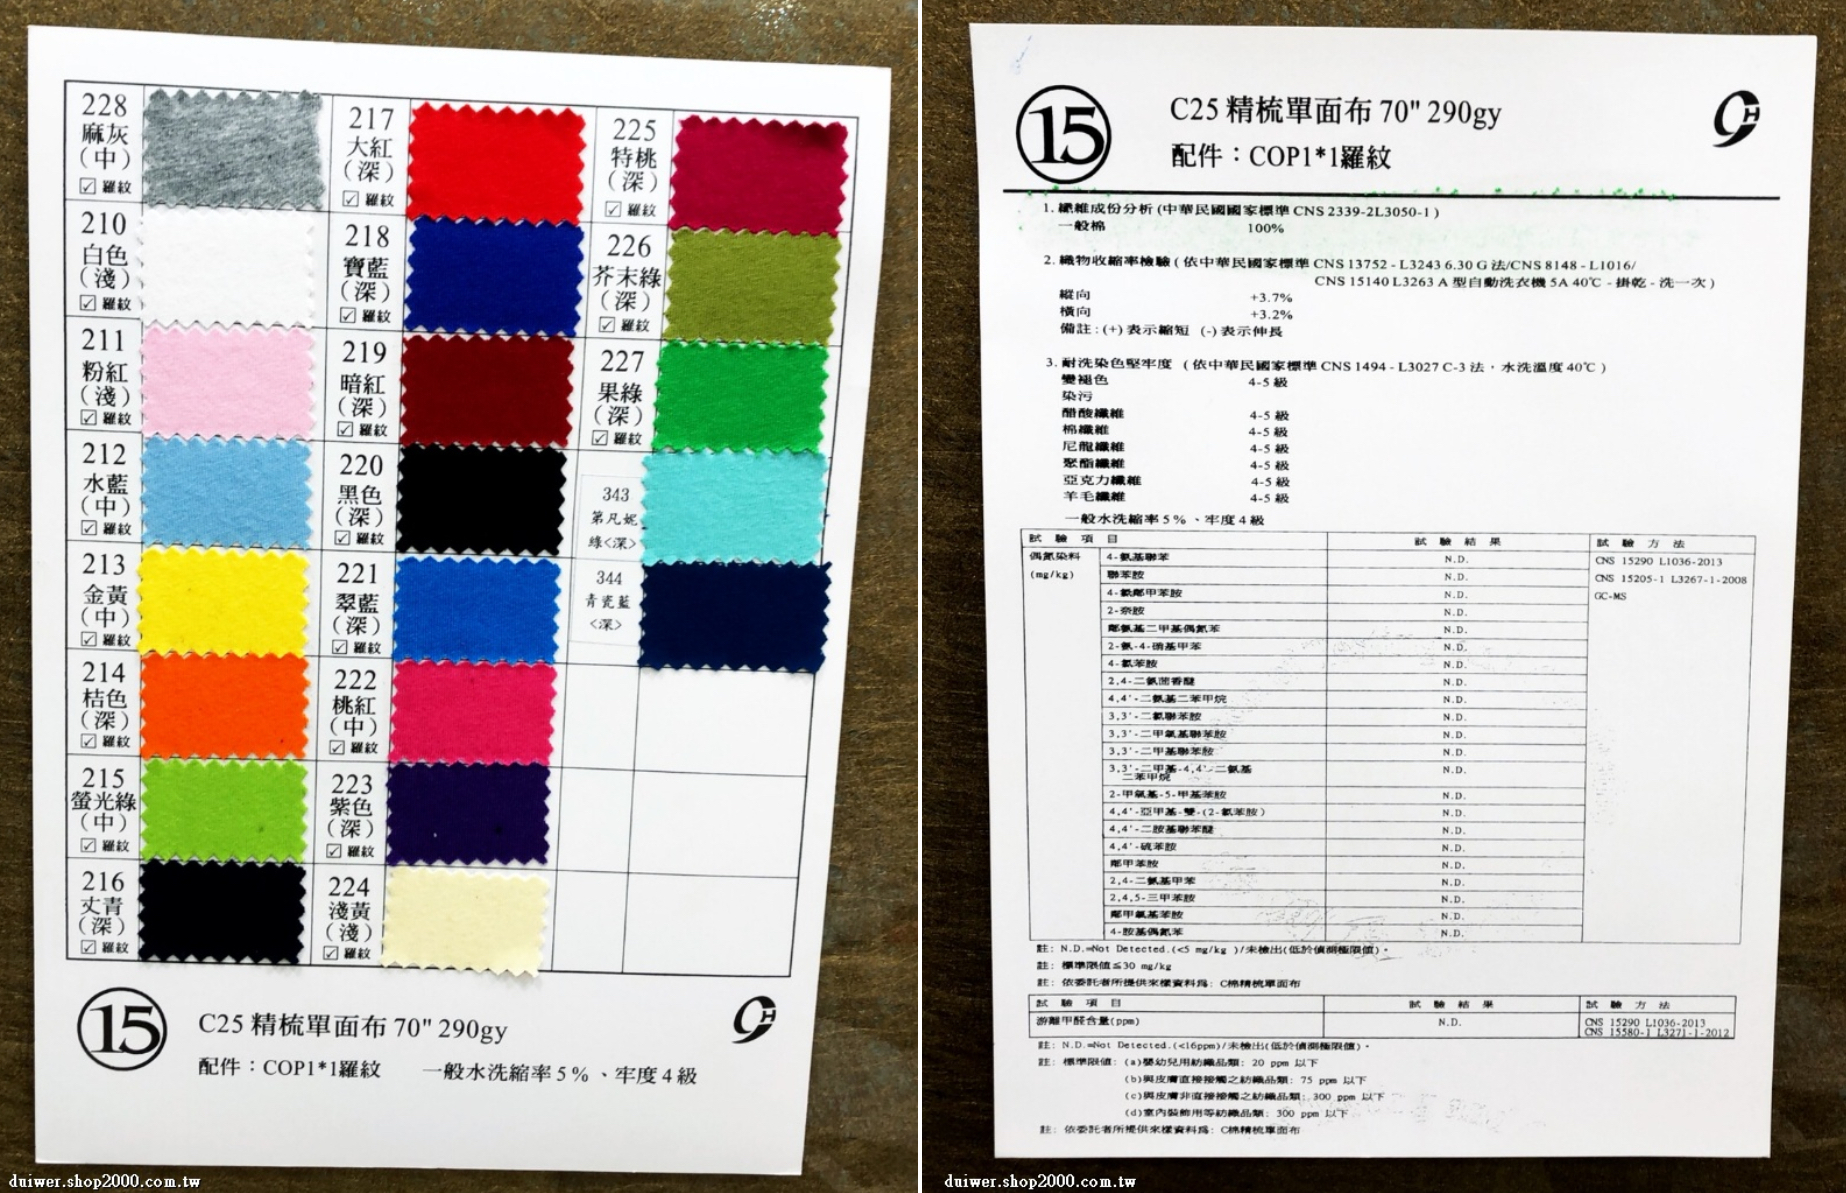 228
麻灰
(中)
☑ 羅紋
210
白色
(淺)
☑ 羅紋
211
粉紅
(淺)
☑ 羅紋
212
水藍
(中)
☑ 羅紋
213
金黃
(中)
☑ 羅紋
214
桔色
(深)
☑ 羅紋
215
螢光綠
(中)
☑ 羅紋
216
丈青
(深)
☑ 羅紋
217
大紅
(深)
☑ 羅紋
218
寶藍
(深)
☑ 羅紋
219
暗紅
(深)
☑ 羅紋
220
黑色
(深)
☑ 羅紋
221
翠藍
(深)
☑ 羅紋
222
桃紅
(中)
☑ 羅紋
223
紫色
(深)
☑ 羅紋
224
淺黃
(淺)
☑ 羅紋
225
特桃
(深)
☑ 羅紋
226
芥末綠
(深)
☑ 羅紋
227
果綠
(深)
☑ 羅紋
343
第凡妮
綠<深>
344
青瓷藍
<深>
15
C25 精梳單面布 70" 290gy
配件：COP1*1羅紋 一般水洗縮率 5%、牢度 4 級
duiwer.shop2000.com.tw
15
C25 精梳單面布 70" 290gy
配件：COP1*1羅紋
1. 纖維成份分析 (中華民國國家標準 CNS 2339-2L3050-1)
一般棉 100%
2. 織物收縮率檢驗 (依中華民國家標準 CNS 13752 - L3243 6.30 G 法/CNS 8148 - L1016/
CNS 15140 L3263 A 型自動洗衣機 5A 40℃ - 掛乾 - 洗一次)
縱向 +3.7%
橫向 +3.2%
備註：(+) 表示縮短 (-) 表示伸長
3. 耐洗染色堅牢度 (依中華民國家標準 CNS 1494 - L3027 C-3 法，水洗溫度 40℃)
變褪色 4-5 級
染污
醋酸纖維 4-5 級
棉纖維 4-5 級
尼龍纖維 4-5 級
聚酯纖維 4-5 級
亞克力纖維 4-5 級
羊毛纖維 4-5 級
一般水洗縮率 5%、牢度 4 級
試驗項目 試驗結果 試驗方法
偶氮染料 4-氨基聯苯 N.D. CNS 15290 L1036-2013
(mg/kg) 聯苯胺 N.D. CNS 15205-1 L3267-1-2008
4-氯鄰甲苯胺 N.D. GC-MS
2-奈胺 N.D.
鄰氨基二甲基偶氮苯 N.D.
2-氨-4-硝基甲苯 N.D.
4-氯苯胺 N.D.
2,4-二氨茴香醚 N.D.
4,4'-二氨基二苯甲烷 N.D.
3,3'-二氯聯苯胺 N.D.
3,3'-二甲氧基聯苯胺 N.D.
3,3'-二甲基聯苯胺 N.D.
3,3'-二甲基-4,4'-二氨基 N.D.
二苯甲烷
2-甲氧基-5-甲基苯胺 N.D.
4,4'-亞甲基-雙-(2-氯苯胺) N.D.
4,4'-二胺基聯苯醚 N.D.
4,4'-硫苯胺 N.D.
鄰甲苯胺 N.D.
2,4-二氨基甲苯 N.D.
2,4,5-三甲苯胺 N.D.
鄰甲氧基苯胺 N.D.
4-胺基偶氮苯 N.D.
註: N.D.=Not Detected.(<5 mg/kg )/未檢出(低於偵測極限值)。
註: 標準限值≦30 mg/kg
註: 依委託者所提供來樣資料為: C棉精梳單面布
試驗項目 試驗結果 試驗方法
游離甲醛含量(ppm) N.D. CNS 15290 L1036-2013
CNS 15580-1 L3271-1-2012
註: N.D.=Not Detected.(<16ppm)/未檢出(低於偵測極限值)。
註: 標準限值: (a)嬰幼兒用紡織品類: 20 ppm 以下
(b)與皮膚直接接觸之紡織品類: 75 ppm 以下
(c)與皮膚非直接接觸之紡織品類: 300 ppm 以下
(d)室內裝飾用等紡織品類: 300 ppm 以下
註: 依委託者所提供來樣資料為: C棉精梳單面布
duiwer.shop2000.com.tw